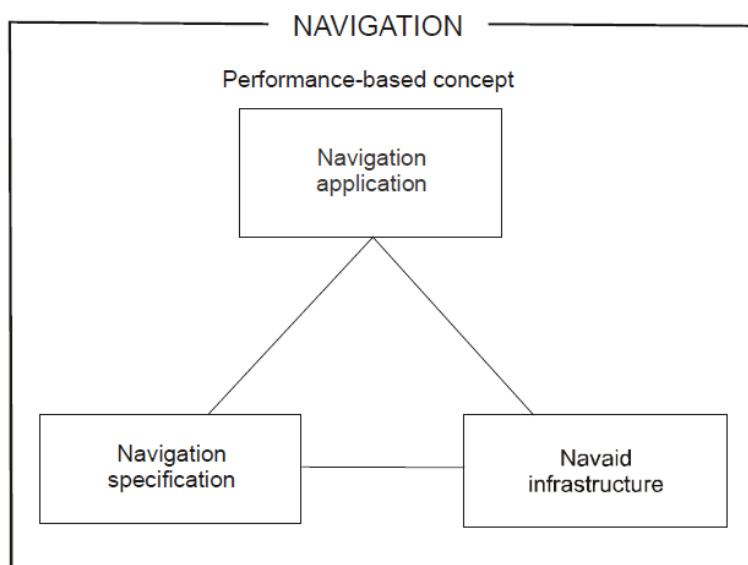 NAVIGATION
Performance-based concept
Navigation
application
Navigation
specification
Navaid
infrastructure